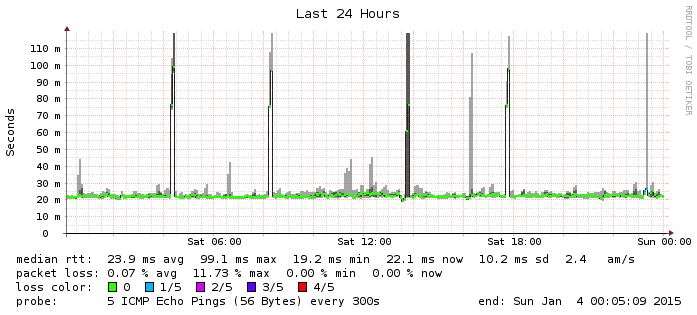 Last 24 Hours
RRDTOOL / TOBI OETIKER
Seconds
110 m
100 m
90 m
80 m
70 m
60 m
50 m
40 m
30 m
20 m
10 m
0
Sat 06:00 Sat 12:00 Sat 18:00 Sun 00:00
median rtt: 23.9 ms avg 99.1 ms max 19.2 ms min 22.1 ms now 10.2 ms sd 2.4 am/s
packet loss: 0.07 % avg 11.73 % max 0.00 % min 0.00 % now
loss color: 0 1/5 2/5 3/5 4/5
probe: 5 ICMP Echo Pings (56 Bytes) every 300s end: Sun Jan 4 00:05:09 2015